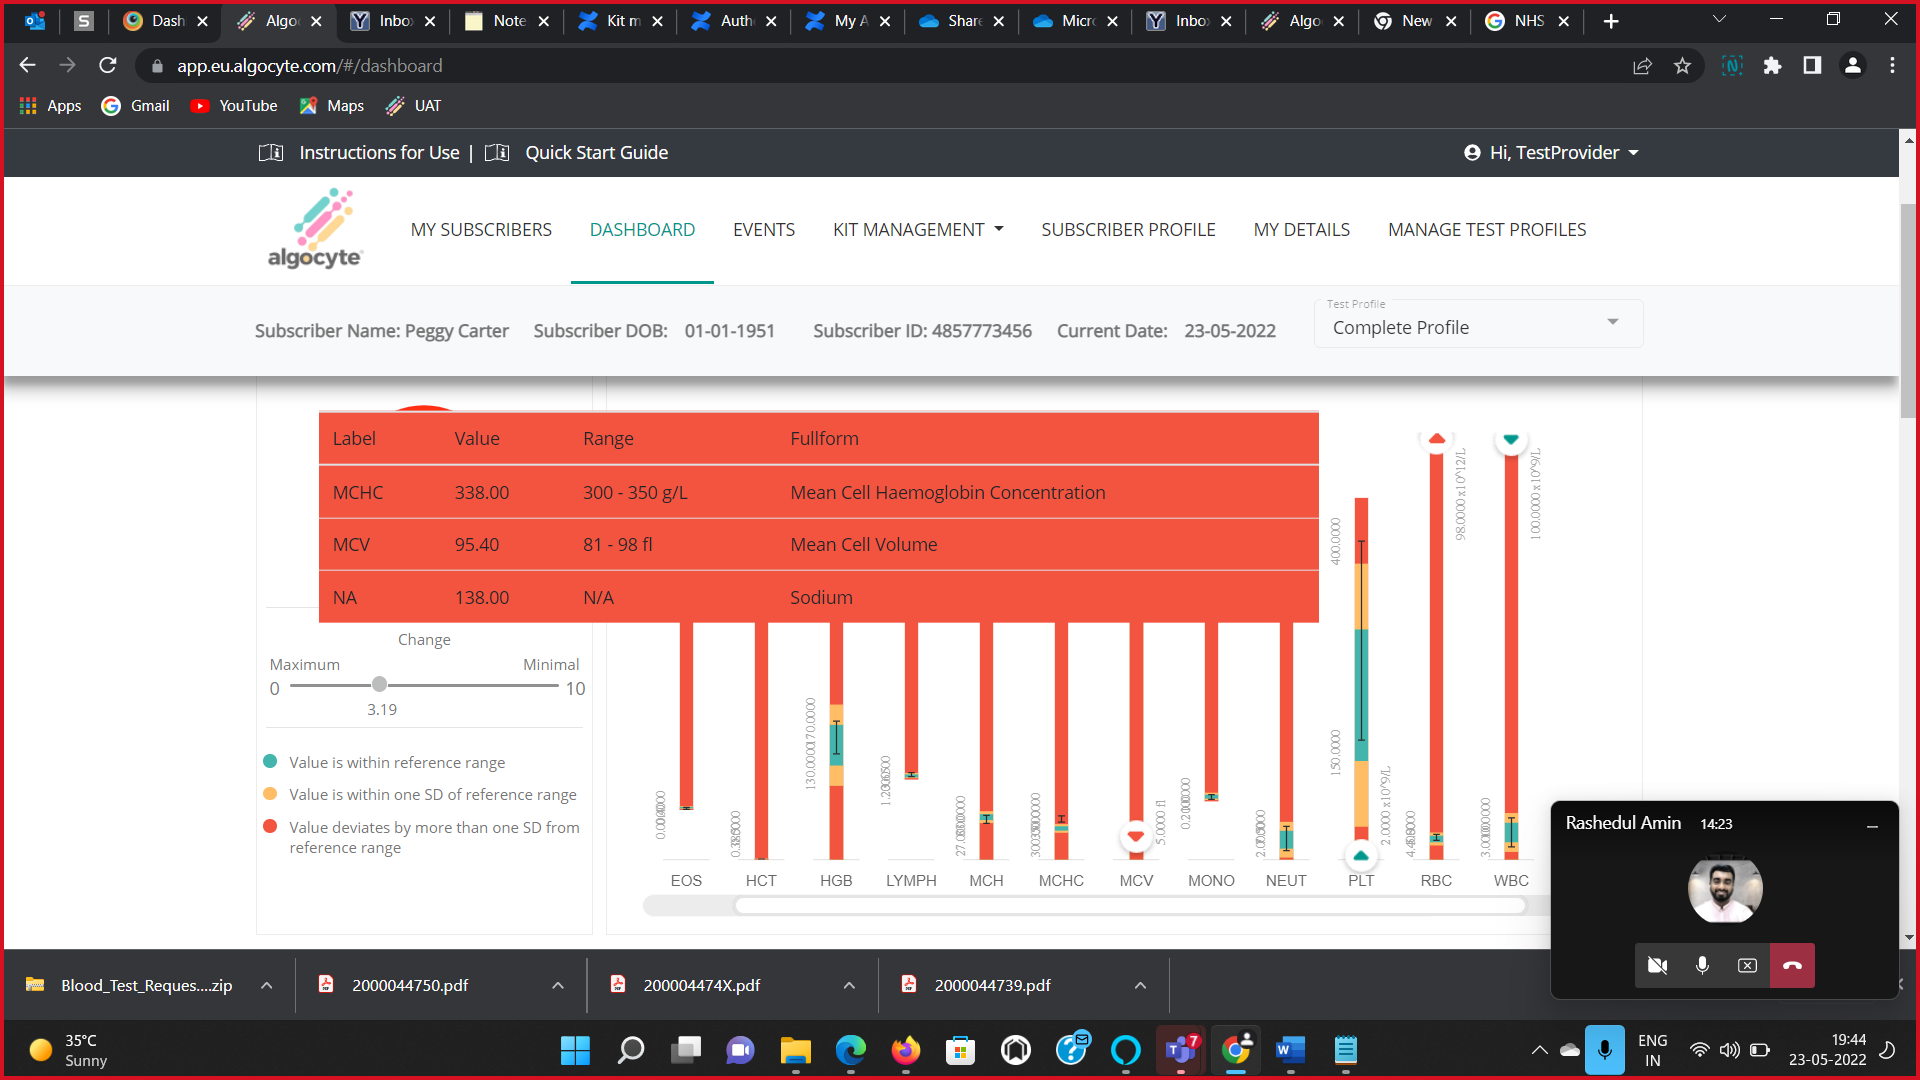 Dash
Algo
Inbo
Note
Kit m
Auth
My A
Share
Micro
Inbo
Algo
New
NHS
app.eu.algocyte.com/#/dashboard
Apps
Gmail
YouTube
Maps
UAT
Instructions for Use |
Quick Start Guide
Hi, TestProvider
algocyte
MY SUBSCRIBERS
DASHBOARD
EVENTS
KIT MANAGEMENT
SUBSCRIBER PROFILE
MY DETAILS
MANAGE TEST PROFILES
Subscriber Name: Peggy Carter
Subscriber DOB: 01-01-1951
Subscriber ID: 4857773456
Current Date: 23-05-2022
Test Profile
Complete Profile
Label Value Range Fullform
MCHC 338.00 300 - 350 g/L Mean Cell Haemoglobin Concentration
MCV 95.40 81 - 98 fl Mean Cell Volume
NA 138.00 N/A Sodium
Change
Maximum Minimal
0 10
3.19
Value is within reference range
Value is within one SD of reference range
Value deviates by more than one SD from
reference range
130.0000
170.0000
5.0000 fl
400.0000
150.0000
2.0000 x10^9/L
98.0000 x10^12/L
100.0000 x10^9/L
EOS HCT HGB LYMPH MCH MCHC MCV MONO NEUT PLT RBC WBC
Rashedul Amin 14:23
Blood_Test_Reques....zip
2000044750.pdf
200004474X.pdf
2000044739.pdf
35°C
Sunny
7
ENG
IN
19:44
23-05-2022